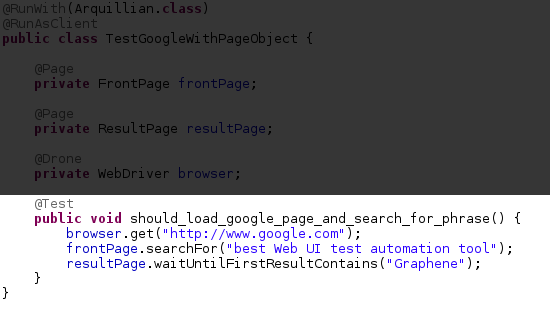 @RunWith(Arquillian.class)
@RunAsClient
public class TestGoogleWithPageObject {
@Page
private FrontPage frontPage;
@Page
private ResultPage resultPage;
@Drone
private WebDriver browser;
@Test
public void should_load_google_page_and_search_for_phrase() {
browser.get("http://www.google.com");
frontPage.searchFor("best Web UI test automation tool");
resultPage.waitUntilFirstResultContains("Graphene");
}
}